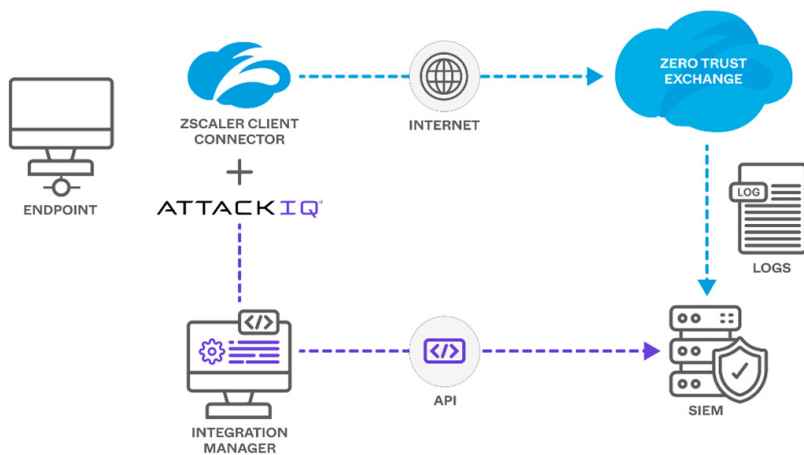 ZERO TRUST
EXCHANGE
ZSCALER CLIENT
CONNECTOR
INTERNET
ENDPOINT
+
ATTACKIQ
LOG
LOGS
</>
</>
API
SIEM
INTEGRATION
MANAGER